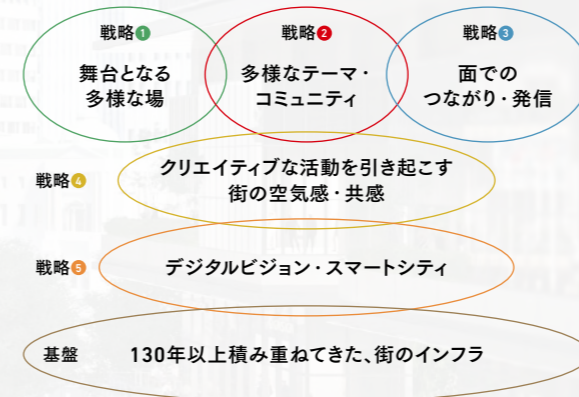 戦略❶
舞台となる
多様な場
戦略❷
多様なテーマ・
コミュニティ
戦略❸
面での
つながり・発信
戦略❹
クリエイティブな活動を引き起こす
街の空気感・共感
戦略❺
デジタルビジョン・スマートシティ
基盤
130年以上積み重ねてきた、街のインフラ